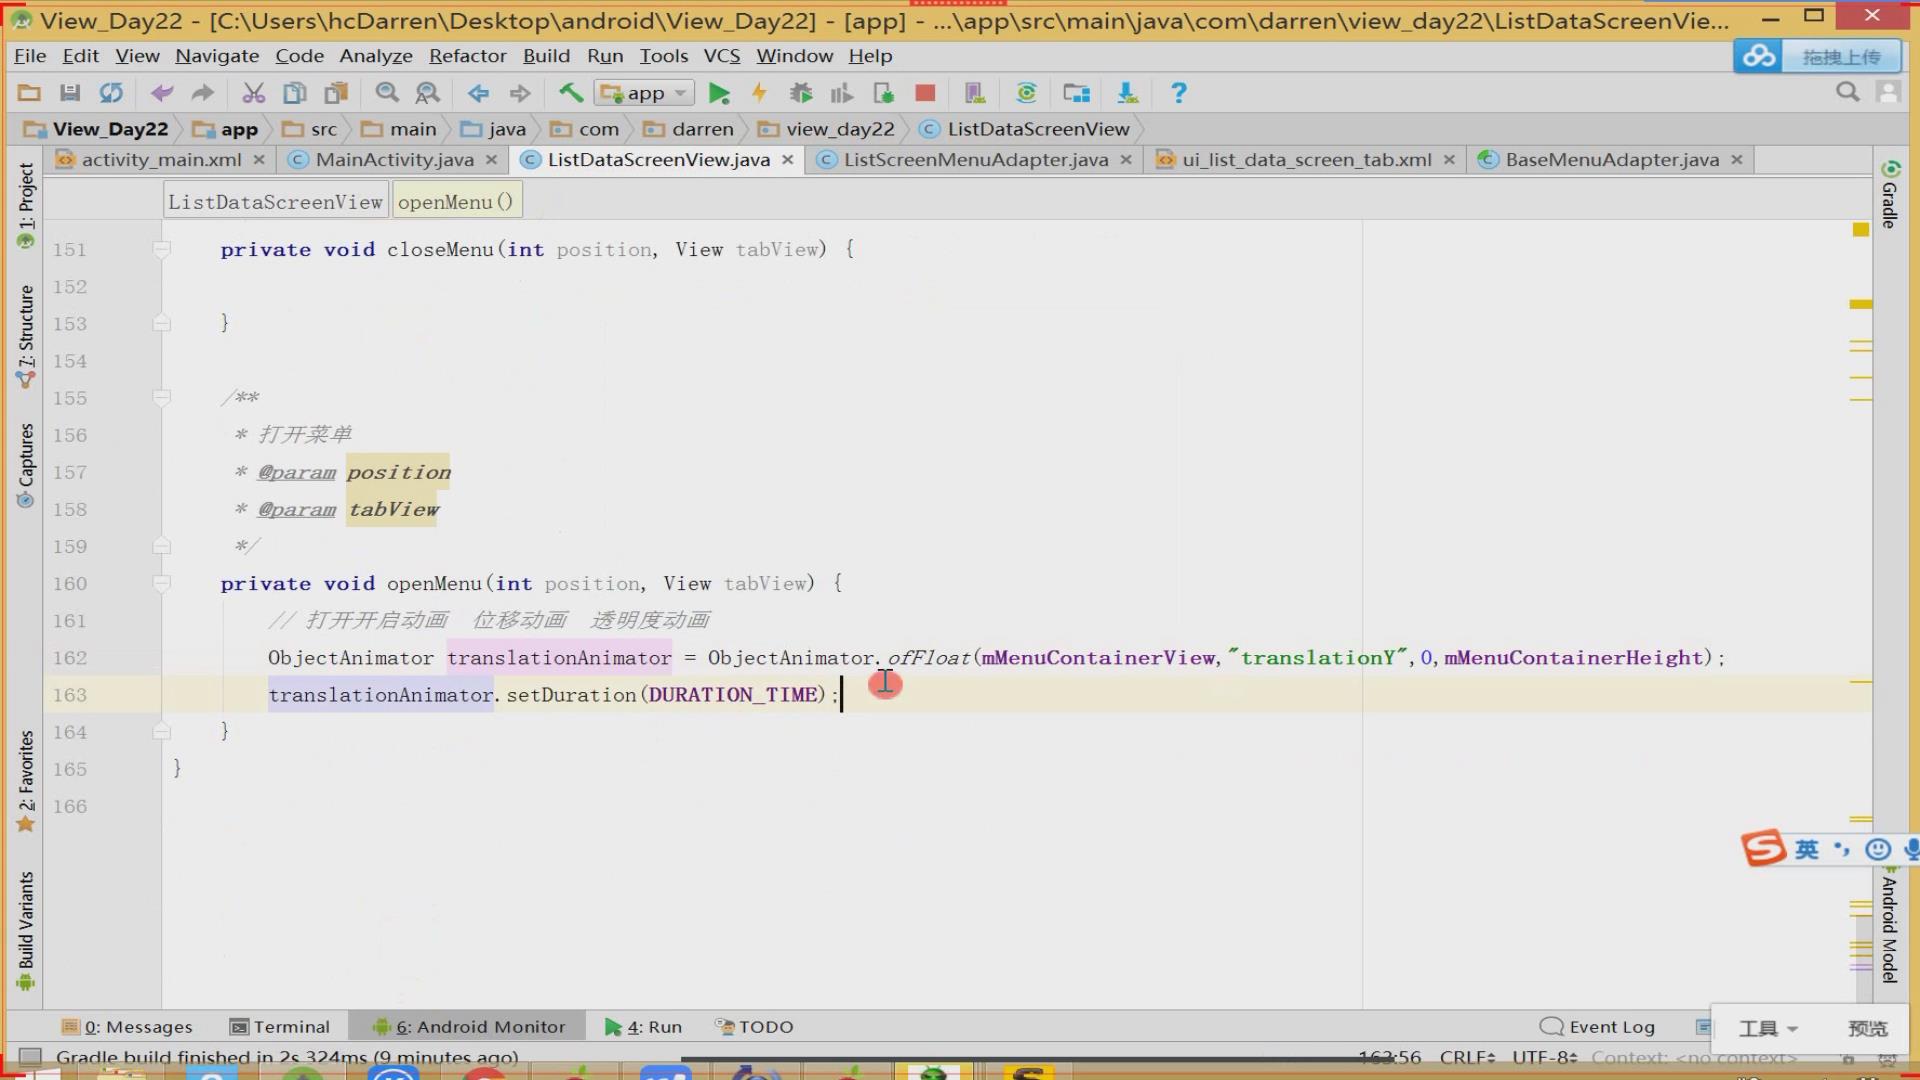 View_Day22 - [C:\Users\hcDarren\Desktop\android\View_Day22] - [app] - ...\app\src\main\java\com\darren\view_day22\ListDataScreenVie...
File Edit View Navigate Code Analyze Refactor Build Run Tools VCS Window Help
拖拽上传
app
View_Day22 app src main java com darren view_day22 ListDataScreenView
activity_main.xml MainActivity.java ListDataScreenView.java ListScreenMenuAdapter.java ui_list_data_screen_tab.xml BaseMenuAdapter.java
ListDataScreenView openMenu()
151 private void closeMenu(int position, View tabView) {
152
153 }
154
155 /**
156 * 打开菜单
157 * @param position
158 * @param tabView
159 */
160 private void openMenu(int position, View tabView) {
161 // 打开开启动画 位移动画 透明度动画
162 ObjectAnimator translationAnimator = ObjectAnimator.ofFloat(mMenuContainerView,"translationY",0,mMenuContainerHeight);
163 translationAnimator.setDuration(DURATION_TIME);
164 }
165 }
166
1: Project
7: Structure
Captures
2: Favorites
Build Variants
Gradle
Android Model
英
0: Messages Terminal 6: Android Monitor 4: Run TODO Event Log
工具 预览
Gradle build finished in 2s 324ms (9 minutes ago) 163:56 CRLF UTF-8 Context: <no context>